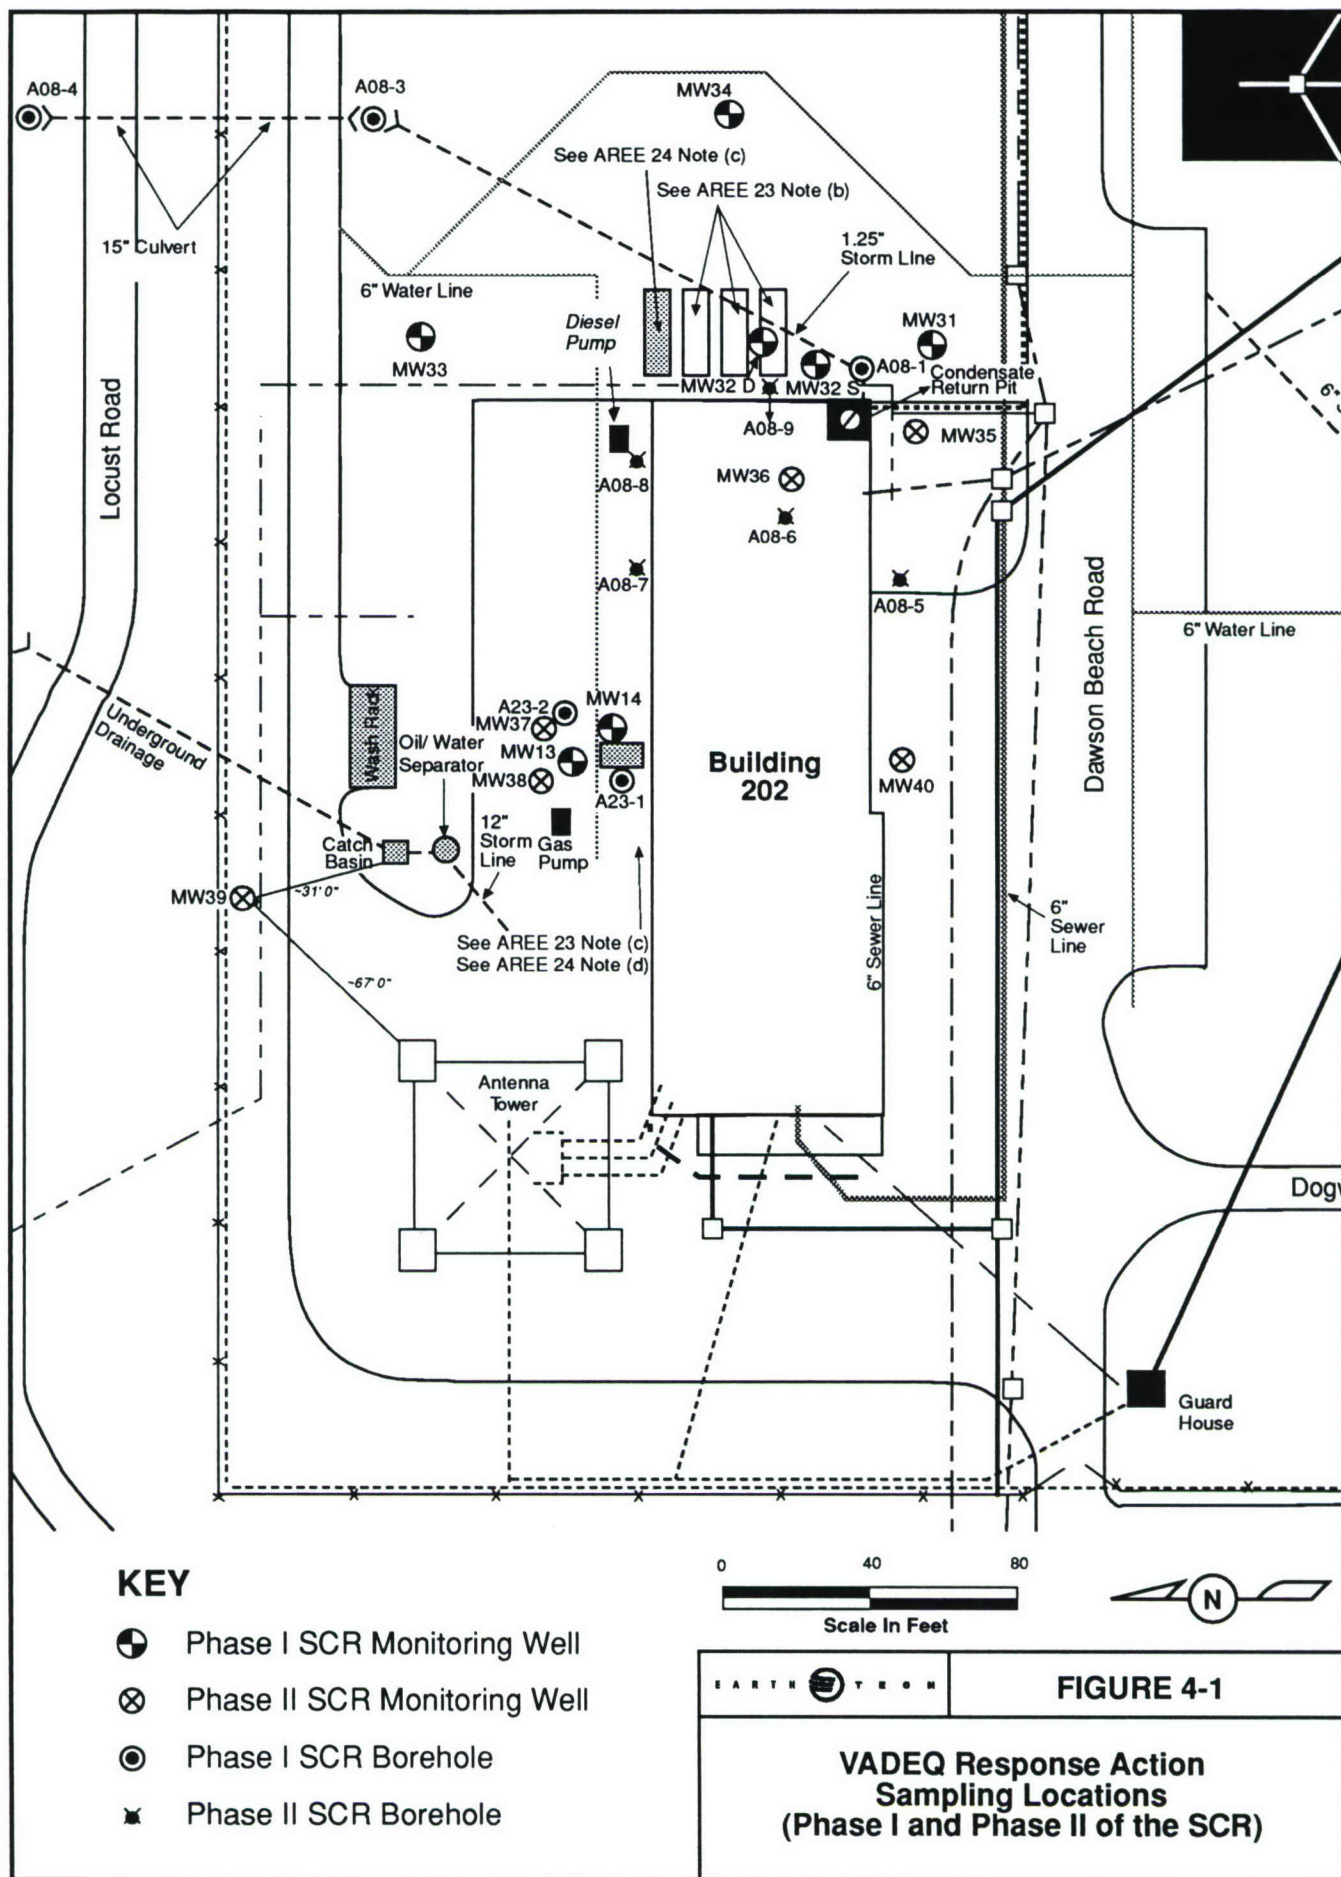 A08-4
A08-3
MW34
See AREE 24 Note (c)
See AREE 23 Note (b)
15" Culvert
1.25"
Storm LIne
6" Water Line
Diesel
Pump
MW31
MW33
A08-1
Condensate
Return Pit
MW32 D
MW32 S
A08-9
MW35
Locust Road
MW36
A08-8
A08-6
A08-7
A08-5
Dawson Beach Road
6" Water Line
Underground
Drainage
Wash Rack
Oil/ Water
Separator
A23-2
MW14
MW37
MW13
MW38
A23-1
Building
202
MW40
12"
Storm
Line
Gas
Pump
Catch
Basin
MW39
~31' 0"
6" Sewer Line
6"
Sewer
Line
See AREE 23 Note (c)
See AREE 24 Note (d)
~67' 0"
Antenna
Tower
Guard
House
KEY
Phase I SCR Monitoring Well
Phase II SCR Monitoring Well
Phase I SCR Borehole
Phase II SCR Borehole
0 40 80
Scale In Feet
N
EARTH TECH
FIGURE 4-1
VADEQ Response Action
Sampling Locations
(Phase I and Phase II of the SCR)